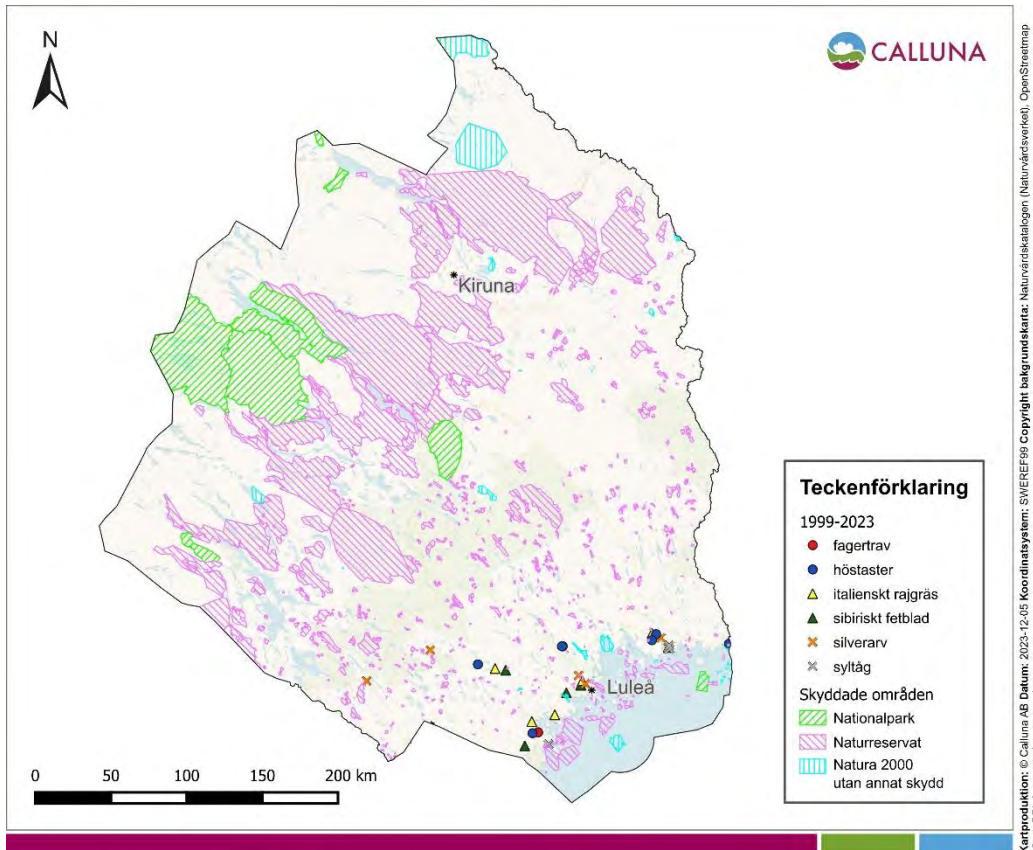 N
CALLUNA
Kiruna
Luleå
Teckenförklaring
1999-2023
fagertrav
höstaster
italienskt rajgräs
sibiriskt fetblad
silverarv
syltåg
Skyddade områden
Nationalpark
Naturreservat
Natura 2000
utan annat skydd
0 50 100 150 200 km
Kartproduktion: © Calluna AB Datum: 2023-12-05 Koordinatsystem: SWEREF99 Copyright bakgrundskarta: Naturvårdskatalogen (Naturvårdsverket), OpenStreetmap